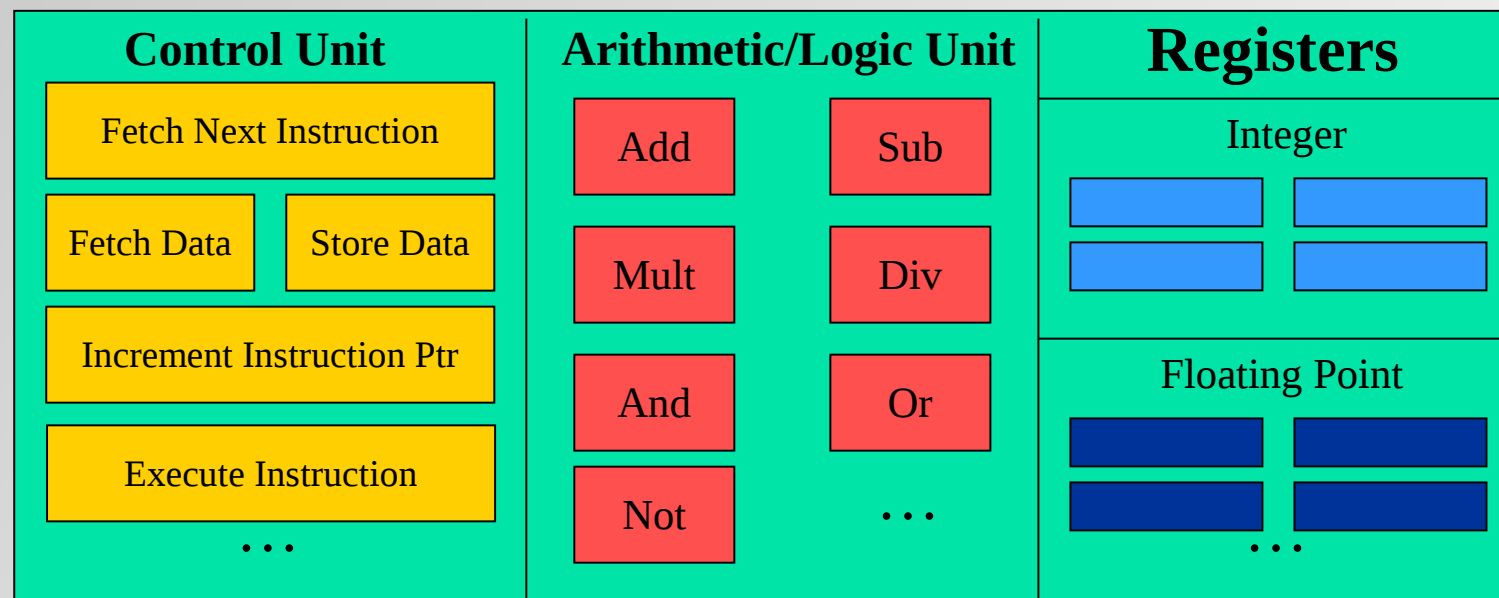 Control Unit
Fetch Next Instruction
Fetch Data
Store Data
Increment Instruction Ptr
Execute Instruction
…
Arithmetic/Logic Unit
Add
Sub
Mult
Div
And
Or
Not
…
Registers
Integer
Floating Point
…